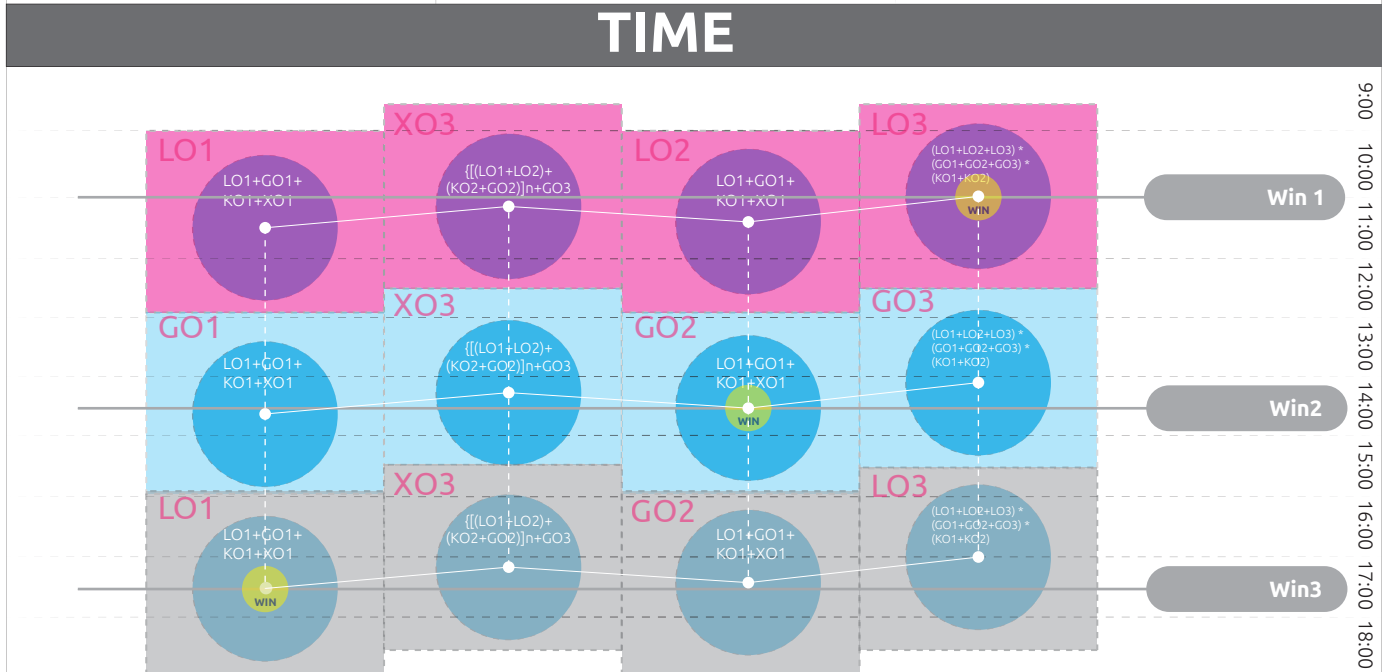 TIME
9:00
10:00
11:00
12:00
13:00
14:00
15:00
16:00
17:00
18:00
LO1
LO1+GO1+
KO1+XO1
XO3
{[(LO1+LO2)+
(KO2+GO2)]n+GO3
LO2
LO1+GO1+
KO1+XO1
LO3
(LO1+LO2+LO3) *
(GO1+GO2+GO3) *
(KO1+KO2)
WIN
Win 1
GO1
LO1+GO1+
KO1+XO1
XO3
{[(LO1+LO2)+
(KO2+GO2)]n+GO3
GO2
LO1+GO1+
KO1+XO1
WIN
GO3
(LO1+LO2+LO3) *
(GO1+GO2+GO3) *
(KO1+KO2)
Win2
LO1
LO1+GO1+
KO1+XO1
WIN
XO3
{[(LO1+LO2)+
(KO2+GO2)]n+GO3
GO2
LO1+GO1+
KO1+XO1
LO3
(LO1+LO2+LO3) *
(GO1+GO2+GO3) *
(KO1+KO2)
Win3